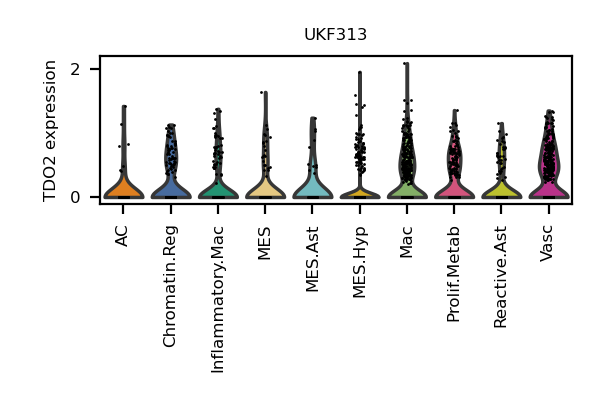 UKF313
TDO2 expression
2
0
AC
Chromatin.Reg
Inflammatory.Mac
MES
MES.Ast
MES.Hyp
Mac
Prolif.Metab
Reactive.Ast
Vasc